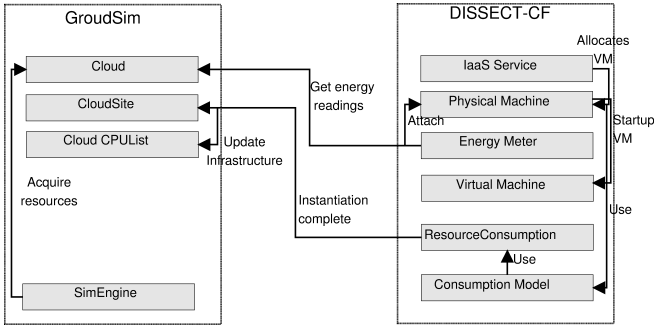 GroudSim
Cloud
CloudSite
Cloud CPUList
Update
Infrastructure
Acquire
resources
SimEngine
Get energy
readings
Instantiation
complete
DISSECT-CF
Allocates
VM
IaaS Service
Physical Machine
Attach
Startup
VM
Energy Meter
Virtual Machine
Use
ResourceConsumption
Use
Consumption Model